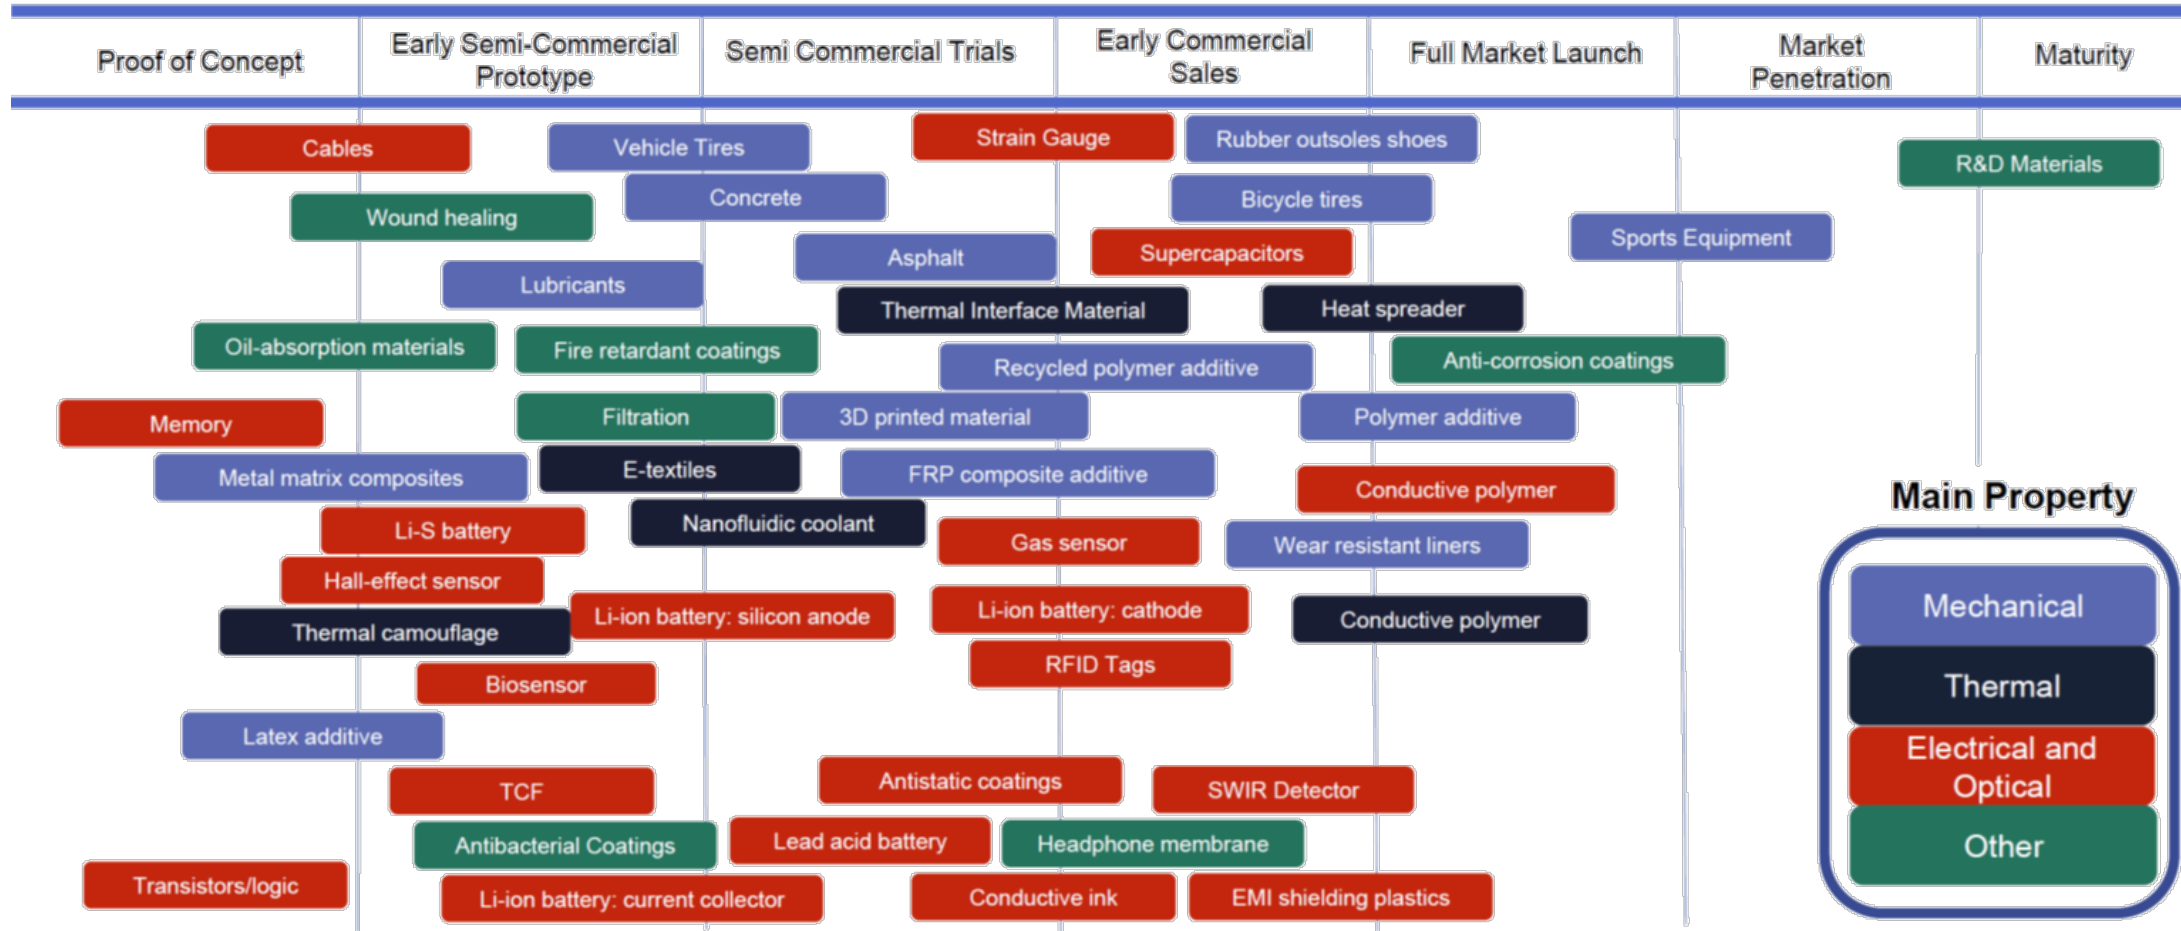 Proof of Concept
Early Semi-Commercial
Prototype
Semi Commercial Trials
Early Commercial
Sales
Full Market Launch
Market
Penetration
Maturity
Cables
Vehicle Tires
Strain Gauge
Rubber outsoles shoes
R&D Materials
Wound healing
Concrete
Bicycle tires
Sports Equipment
Asphalt
Supercapacitors
Lubricants
Thermal Interface Material
Heat spreader
Oil-absorption materials
Fire retardant coatings
Recycled polymer additive
Anti-corrosion coatings
Memory
Filtration
3D printed material
Polymer additive
Metal matrix composites
E-textiles
FRP composite additive
Conductive polymer
Li-S battery
Nanofluidic coolant
Gas sensor
Wear resistant liners
Hall-effect sensor
Li-ion battery: silicon anode
Li-ion battery: cathode
Conductive polymer
Thermal camouflage
RFID Tags
Biosensor
Latex additive
TCF
Antistatic coatings
SWIR Detector
Antibacterial Coatings
Lead acid battery
Headphone membrane
Transistors/logic
Li-ion battery: current collector
Conductive ink
EMI shielding plastics
Main Property
Mechanical
Thermal
Electrical and
Optical
Other